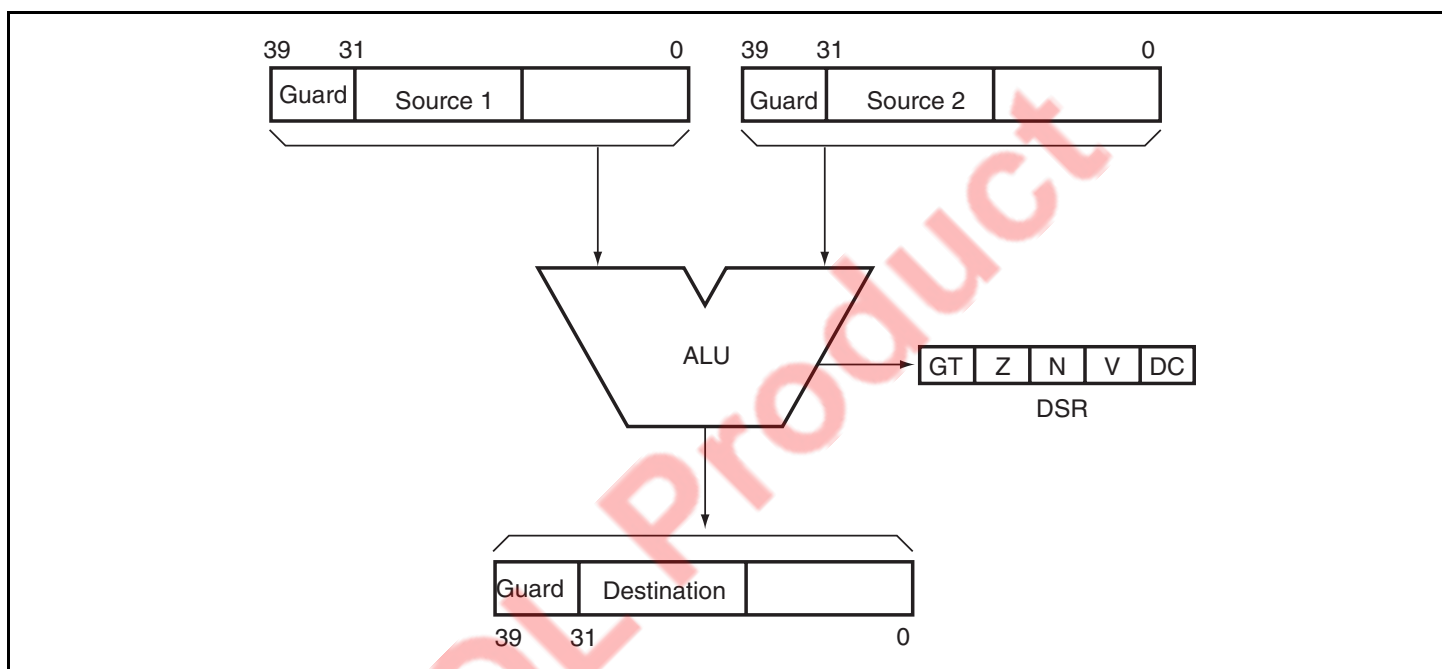 39 31 0 39 31 0
Guard Source 1 Guard Source 2
ALU
GT Z N V DC
DSR
Guard Destination
39 31 0
OL Product